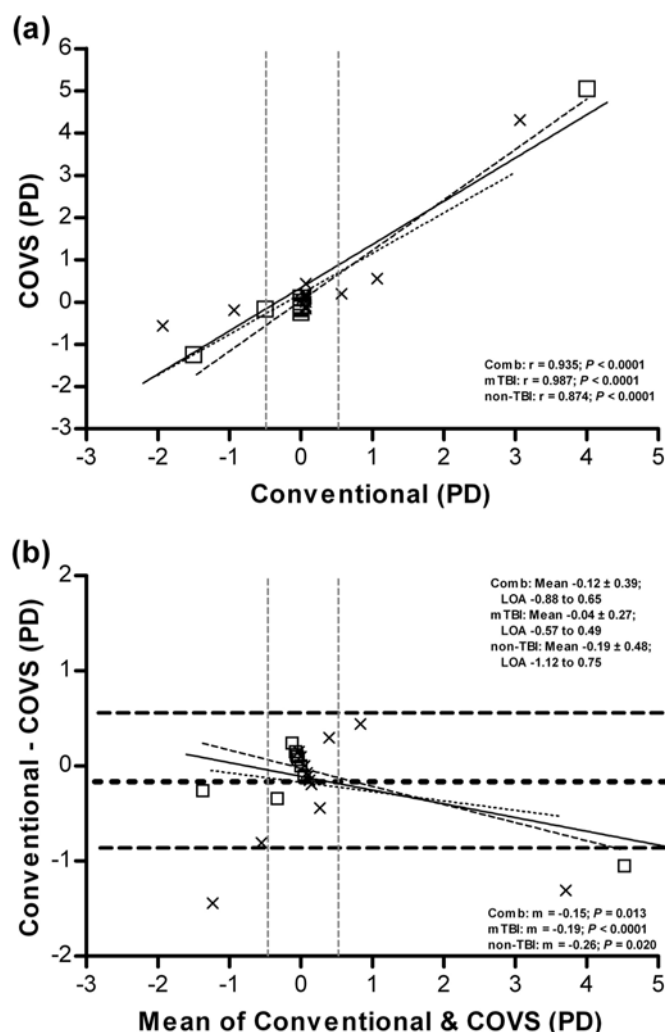 (a)
6
5
4
3
2
1
0
-1
-2
-3
COVS (PD)
Comb: r = 0.935; P < 0.0001
mTBI: r = 0.987; P < 0.0001
non-TBI: r = 0.874; P < 0.0001
-3 -2 -1 0 1 2 3 4 5
Conventional (PD)
(b)
2
1
0
-1
-2
Conventional - COVS (PD)
Comb: Mean -0.12 ± 0.39;
LOA -0.88 to 0.65
mTBI: Mean -0.04 ± 0.27;
LOA -0.57 to 0.49
non-TBI: Mean -0.19 ± 0.48;
LOA -1.12 to 0.75
Comb: m = -0.15; P = 0.013
mTBI: m = -0.19; P < 0.0001
non-TBI: m = -0.26; P = 0.020
-3 -2 -1 0 1 2 3 4 5
Mean of Conventional & COVS (PD)